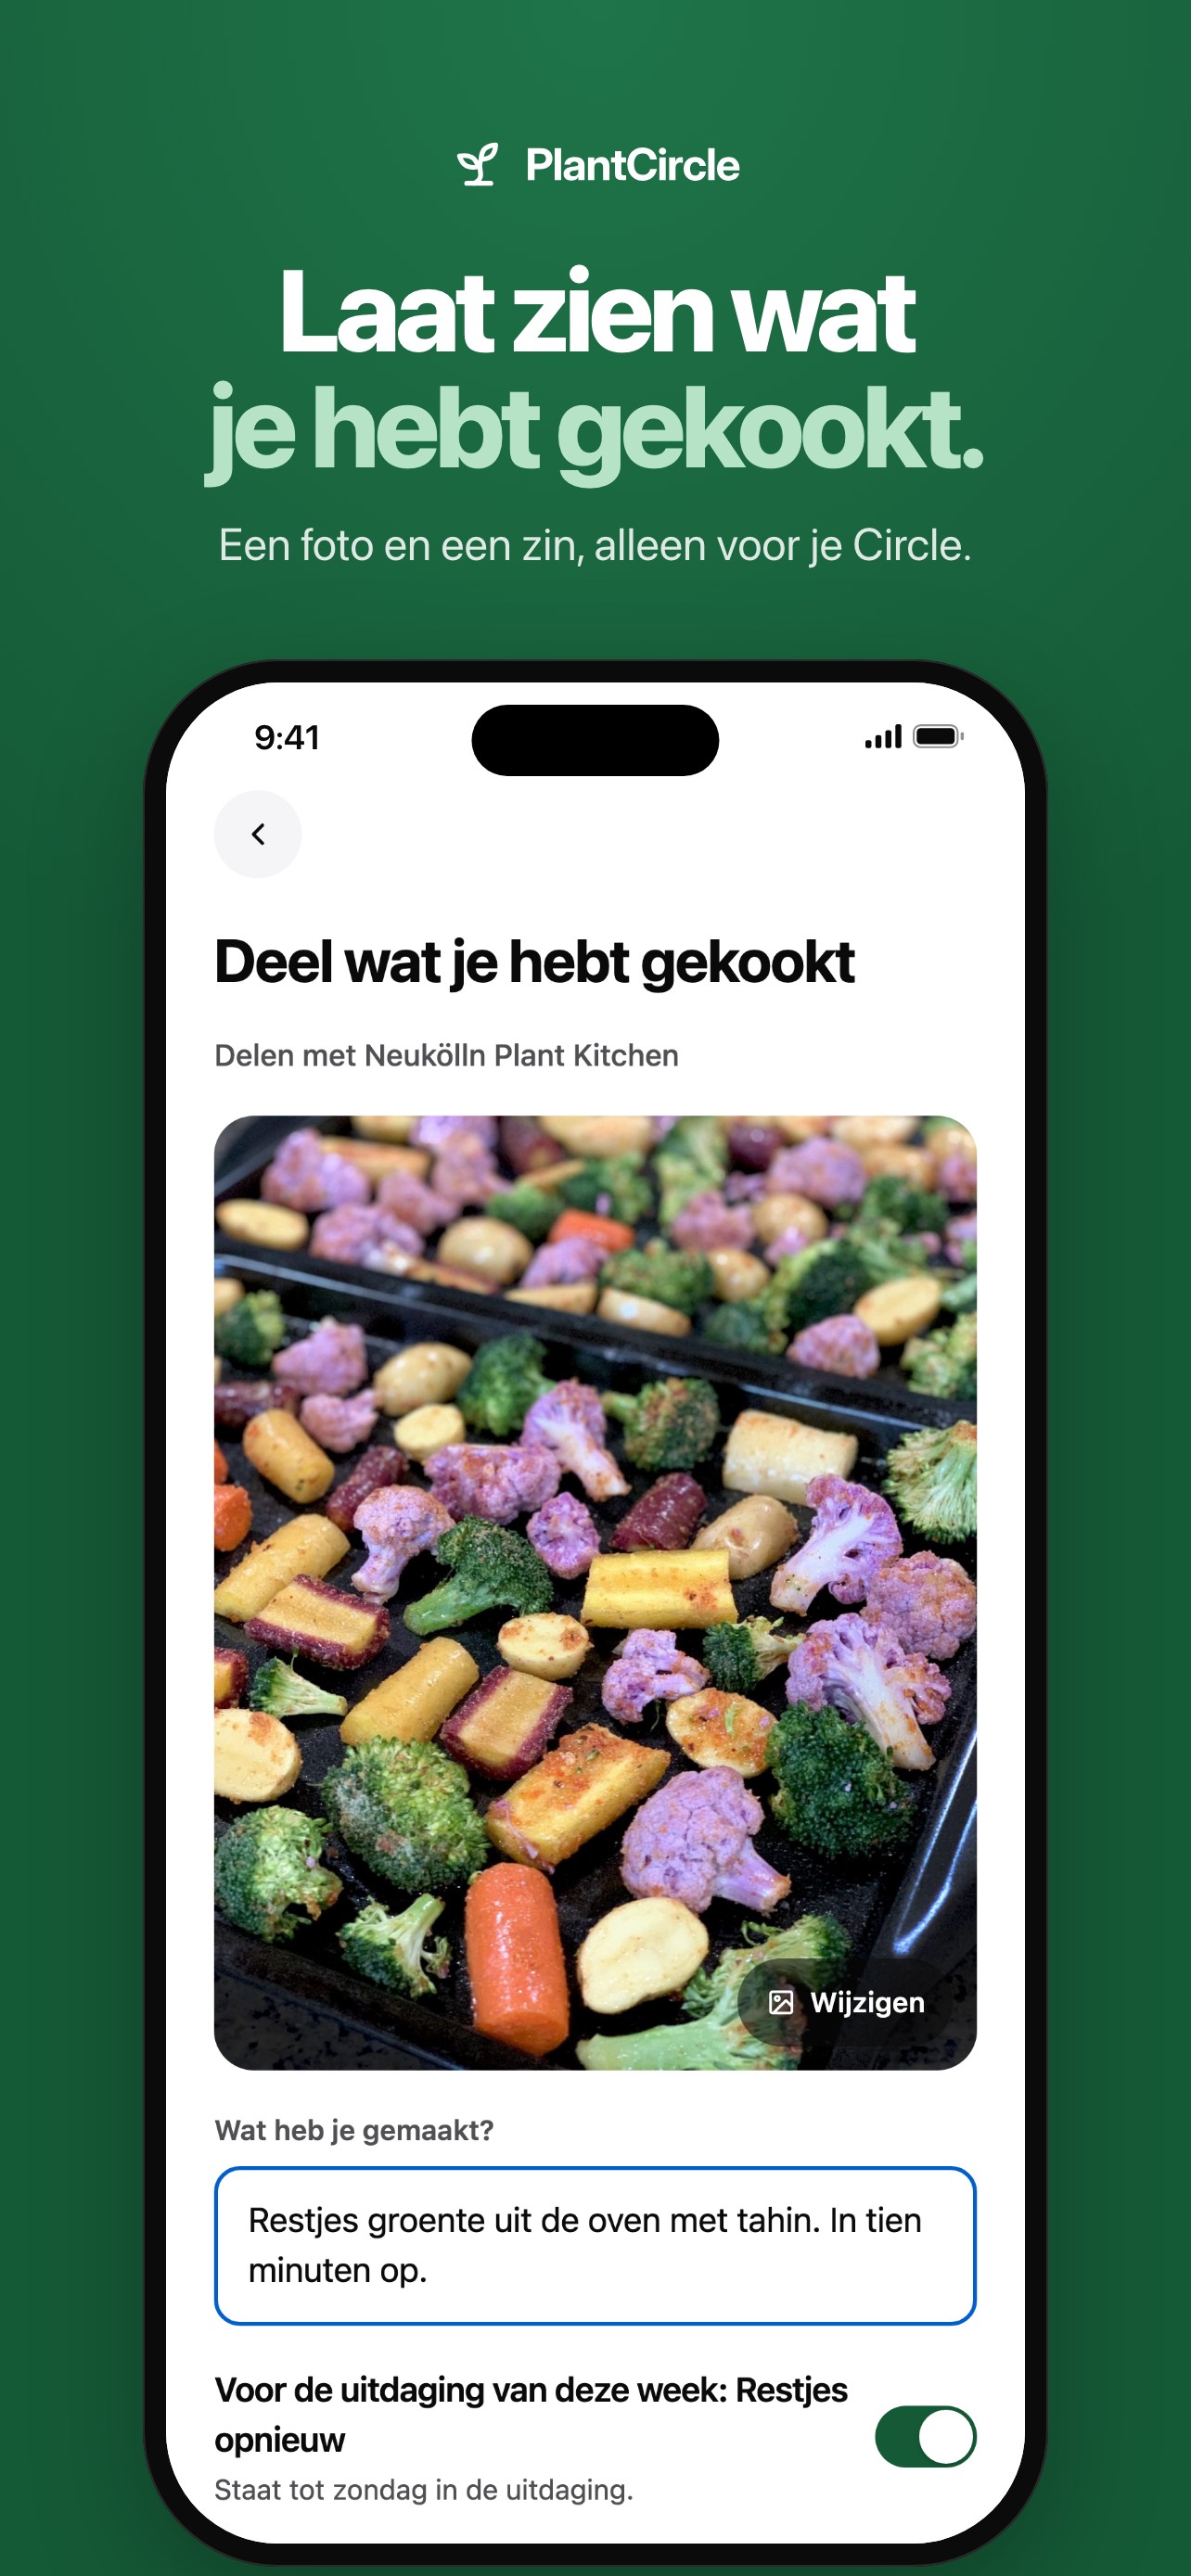 PlantCircle
Laat zien wat
je hebt gekookt.
Een foto en een zin, alleen voor je Circle.
9:41
Deel wat je hebt gekookt
Delen met Neukölln Plant Kitchen
Wijzigen
Wat heb je gemaakt?
Restjes groente uit de oven met tahin. In tien
minuten op.
Voor de uitdaging van deze week: Restjes
opnieuw
Staat tot zondag in de uitdaging.